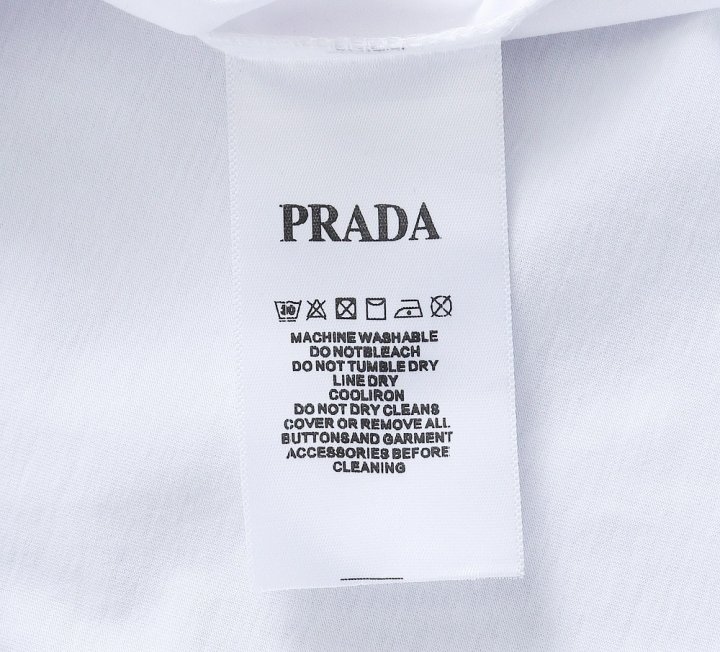 PRADA
30
MACHINE WASHABLE
DO NOTBLEACH
DO NOT TUMBLE DRY
LINE DRY
COOLIRON
DO NOT DRY CLEANS
COVER OR REMOVE ALL
BUTTONSAND GARMENT
ACCESSORIES BEFORE
CLEANING